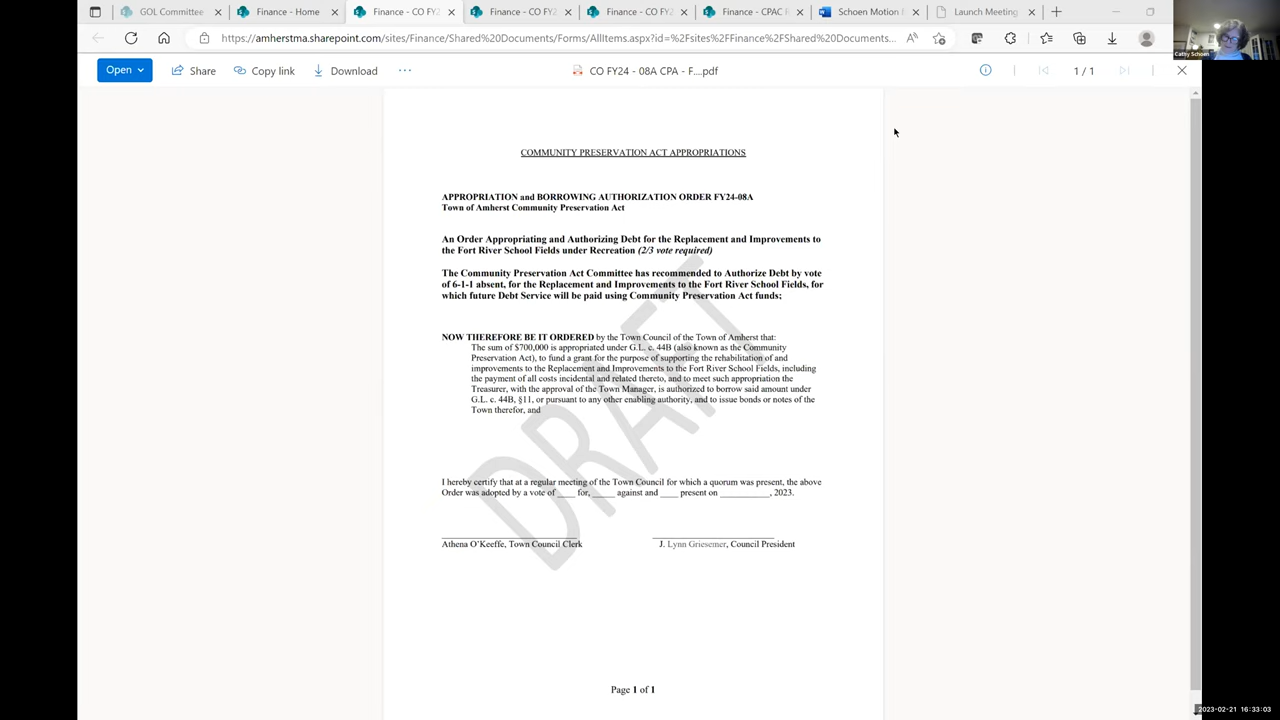 GOL Committee
Finance - Home
Finance - CO FY2
Finance - CO FY2
Finance - CO FY2
Finance - CPAC R
Schoen Motion F
Launch Meeting
https://amherstma.sharepoint.com/sites/Finance/Shared%20Documents/Forms/AllItems.aspx?id=%2Fsites%2FFinance%2FShared%20Documents...
Cathy Schoen
Open
Share
Copy link
Download
CO FY24 - 08A CPA - F....pdf
1 / 1
COMMUNITY PRESERVATION ACT APPROPRIATIONS
APPROPRIATION and BORROWING AUTHORIZATION ORDER FY24-08A
Town of Amherst Community Preservation Act
An Order Appropriating and Authorizing Debt for the Replacement and Improvements to
the Fort River School Fields under Recreation (2/3 vote required)
The Community Preservation Act Committee has recommended to Authorize Debt by vote
of 6-1-1 absent, for the Replacement and Improvements to the Fort River School Fields, for
which future Debt Service will be paid using Community Preservation Act funds;
NOW THEREFORE BE IT ORDERED by the Town Council of the Town of Amherst that:
The sum of $700,000 is appropriated under G.L. c. 44B (also known as the Community
Preservation Act), to fund a grant for the purpose of supporting the rehabilitation of and
improvements to the Replacement and Improvements to the Fort River School Fields, including
the payment of all costs incidental and related thereto, and to meet such appropriation the
Treasurer, with the approval of the Town Manager, is authorized to borrow said amount under
G.L. c. 44B, §11, or pursuant to any other enabling authority, and to issue bonds or notes of the
Town therefor, and
DRAFT
I hereby certify that at a regular meeting of the Town Council for which a quorum was present, the above
Order was adopted by a vote of ____ for, _____ against and ____ present on ___________, 2023.
Athena O'Keeffe, Town Council Clerk
J. Lynn Griesemer, Council President
Page 1 of 1
2023-02-21 16:33:03